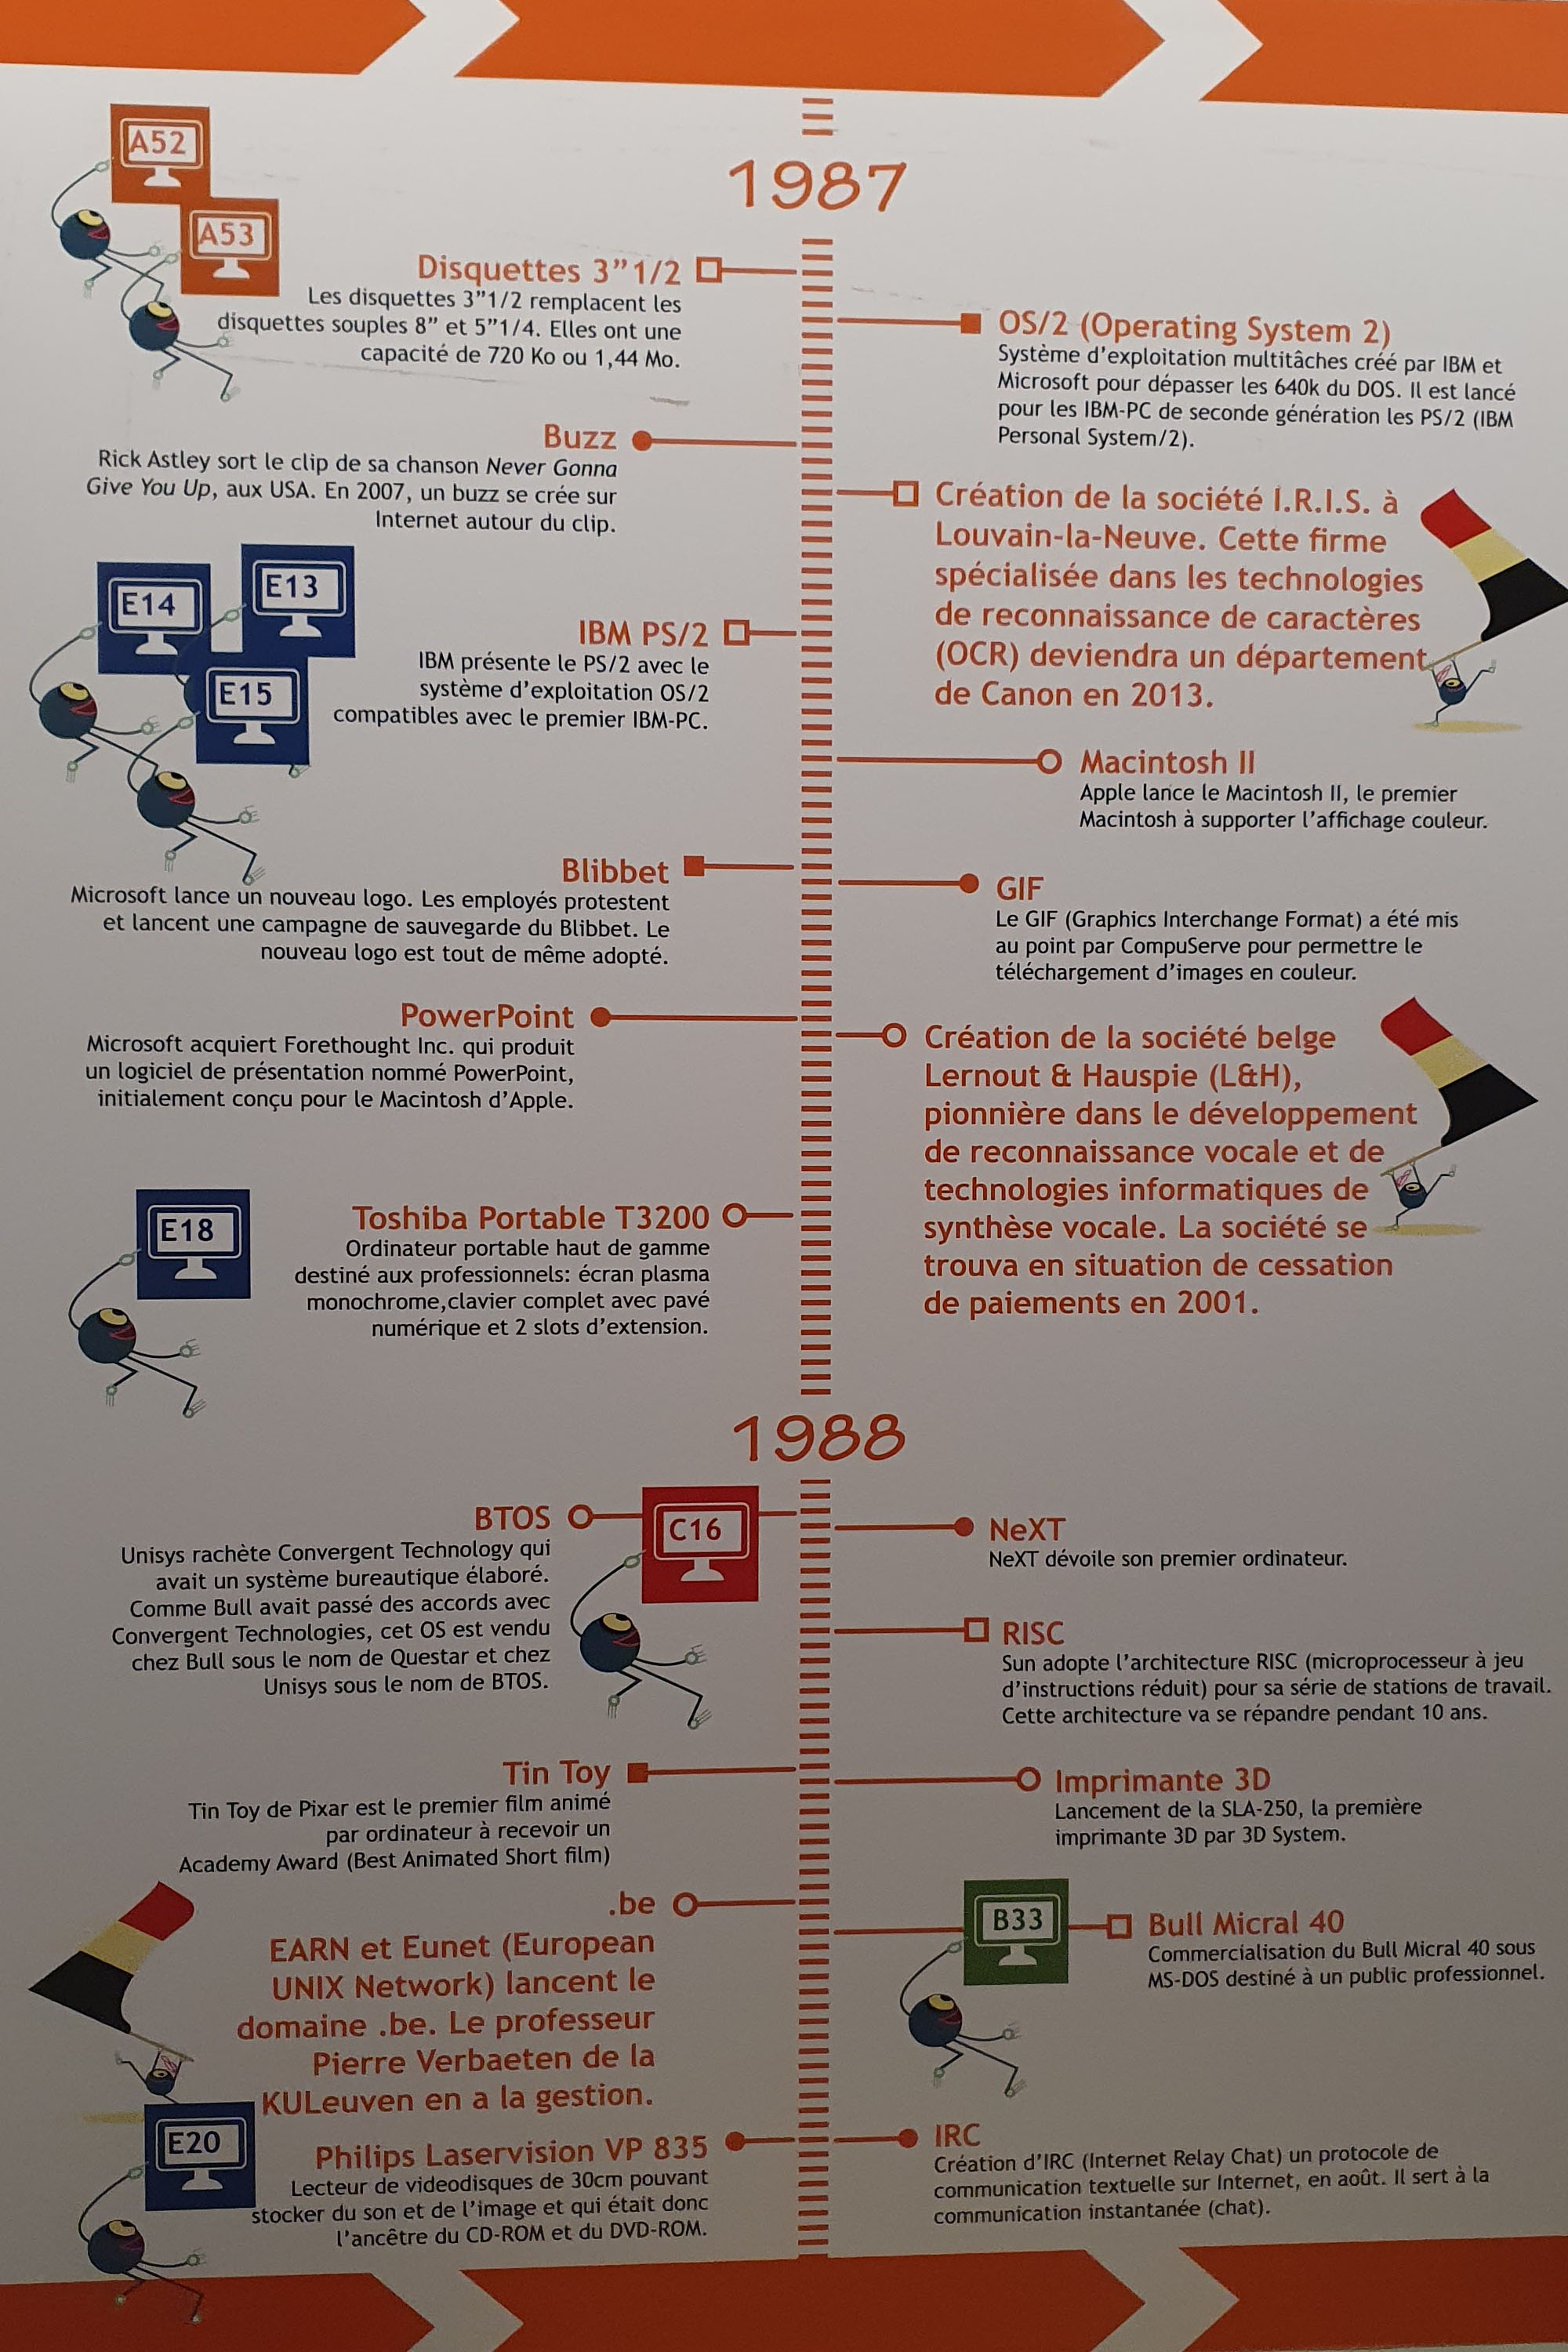 1987
A52
A53
Disquettes 3”1/2
Les disquettes 3”1/2 remplacent les
disquettes souples 8” et 5”1/4. Elles ont une
capacité de 720 Ko ou 1,44 Mo.
OS/2 (Operating System 2)
Système d’exploitation multitâches créé par IBM et
Microsoft pour dépasser les 640k du DOS. Il est lancé
pour les IBM-PC de seconde génération les PS/2 (IBM
Personal System/2).
Buzz
Rick Astley sort le clip de sa chanson Never Gonna
Give You Up, aux USA. En 2007, un buzz se crée sur
Internet autour du clip.
Création de la société I.R.I.S. à
Louvain-la-Neuve. Cette firme
spécialisée dans les technologies
de reconnaissance de caractères
(OCR) deviendra un département
de Canon en 2013.
E14
E13
E15
IBM PS/2
IBM présente le PS/2 avec le
système d’exploitation OS/2
compatibles avec le premier IBM-PC.
Macintosh II
Apple lance le Macintosh II, le premier
Macintosh à supporter l’affichage couleur.
Blibbet
Microsoft lance un nouveau logo. Les employés protestent
et lancent une campagne de sauvegarde du Blibbet. Le
nouveau logo est tout de même adopté.
GIF
Le GIF (Graphics Interchange Format) a été mis
au point par CompuServe pour permettre le
téléchargement d’images en couleur.
PowerPoint
Microsoft acquiert Forethought Inc. qui produit
un logiciel de présentation nommé PowerPoint,
initialement conçu pour le Macintosh d’Apple.
Création de la société belge
Lernout & Hauspie (L&H),
pionnière dans le développement
de reconnaissance vocale et de
technologies informatiques de
synthèse vocale. La société se
trouva en situation de cessation
de paiements en 2001.
E18
Toshiba Portable T3200
Ordinateur portable haut de gamme
destiné aux professionnels: écran plasma
monochrome,clavier complet avec pavé
numérique et 2 slots d’extension.
1988
BTOS
C16
Unisys rachète Convergent Technology qui
avait un système bureautique élaboré.
Comme Bull avait passé des accords avec
Convergent Technologies, cet OS est vendu
chez Bull sous le nom de Questar et chez
Unisys sous le nom de BTOS.
NeXT
NeXT dévoile son premier ordinateur.
RISC
Sun adopte l’architecture RISC (microprocesseur à jeu
d’instructions réduit) pour sa série de stations de travail.
Cette architecture va se répandre pendant 10 ans.
Tin Toy
Tin Toy de Pixar est le premier film animé
par ordinateur à recevoir un
Academy Award (Best Animated Short film)
Imprimante 3D
Lancement de la SLA-250, la première
imprimante 3D par 3D System.
.be
EARN et Eunet (European
UNIX Network) lancent le
domaine .be. Le professeur
Pierre Verbaeten de la
KULeuven en a la gestion.
B33
Bull Micral 40
Commercialisation du Bull Micral 40 sous
MS-DOS destiné à un public professionnel.
E20
Philips Laservision VP 835
Lecteur de videodisques de 30cm pouvant
stocker du son et de l’image et qui était donc
l’ancêtre du CD-ROM et du DVD-ROM.
IRC
Création d’IRC (Internet Relay Chat) un protocole de
communication textuelle sur Internet, en août. Il sert à la
communication instantanée (chat).